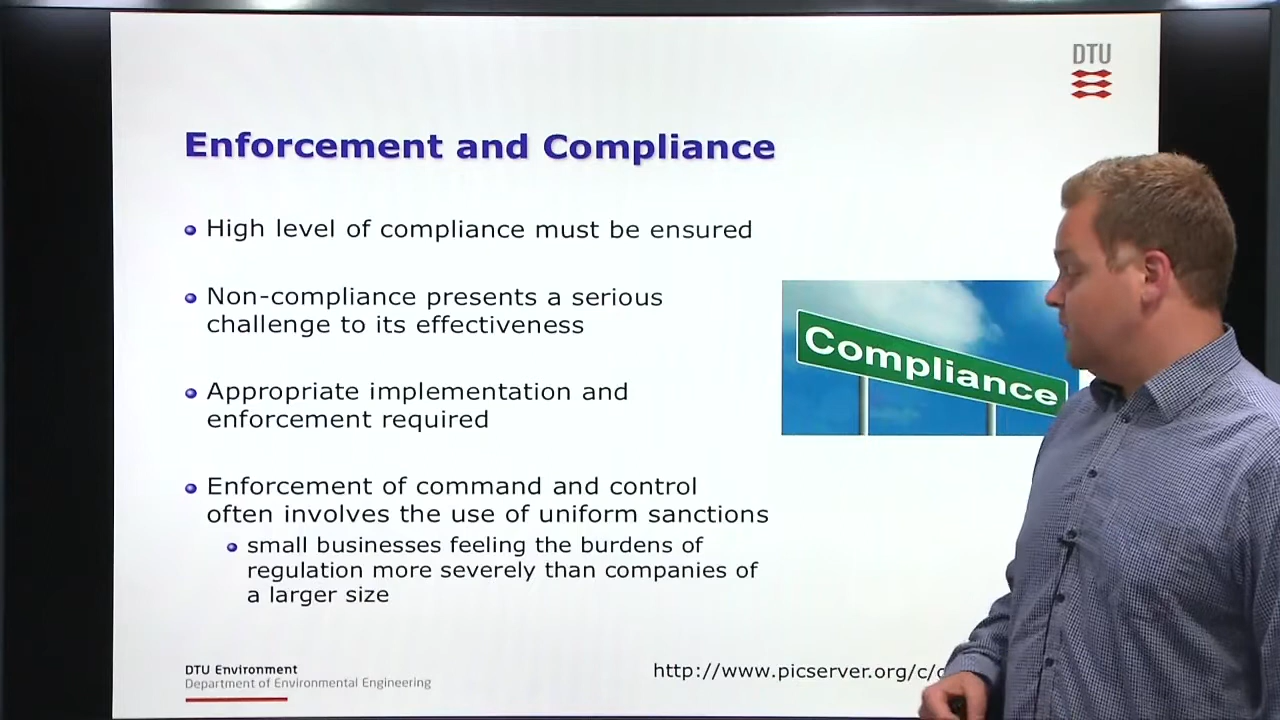 DTU
Enforcement and Compliance
High level of compliance must be ensured
Non-compliance presents a serious
challenge to its effectiveness
Compliance
Appropriate implementation and
enforcement required
Enforcement of command and control
often involves the use of uniform sanctions
small businesses feeling the burdens of
regulation more severely than companies of
a larger size
DTU Environment
Department of Environmental Engineering
http://www.picserver.org/c/